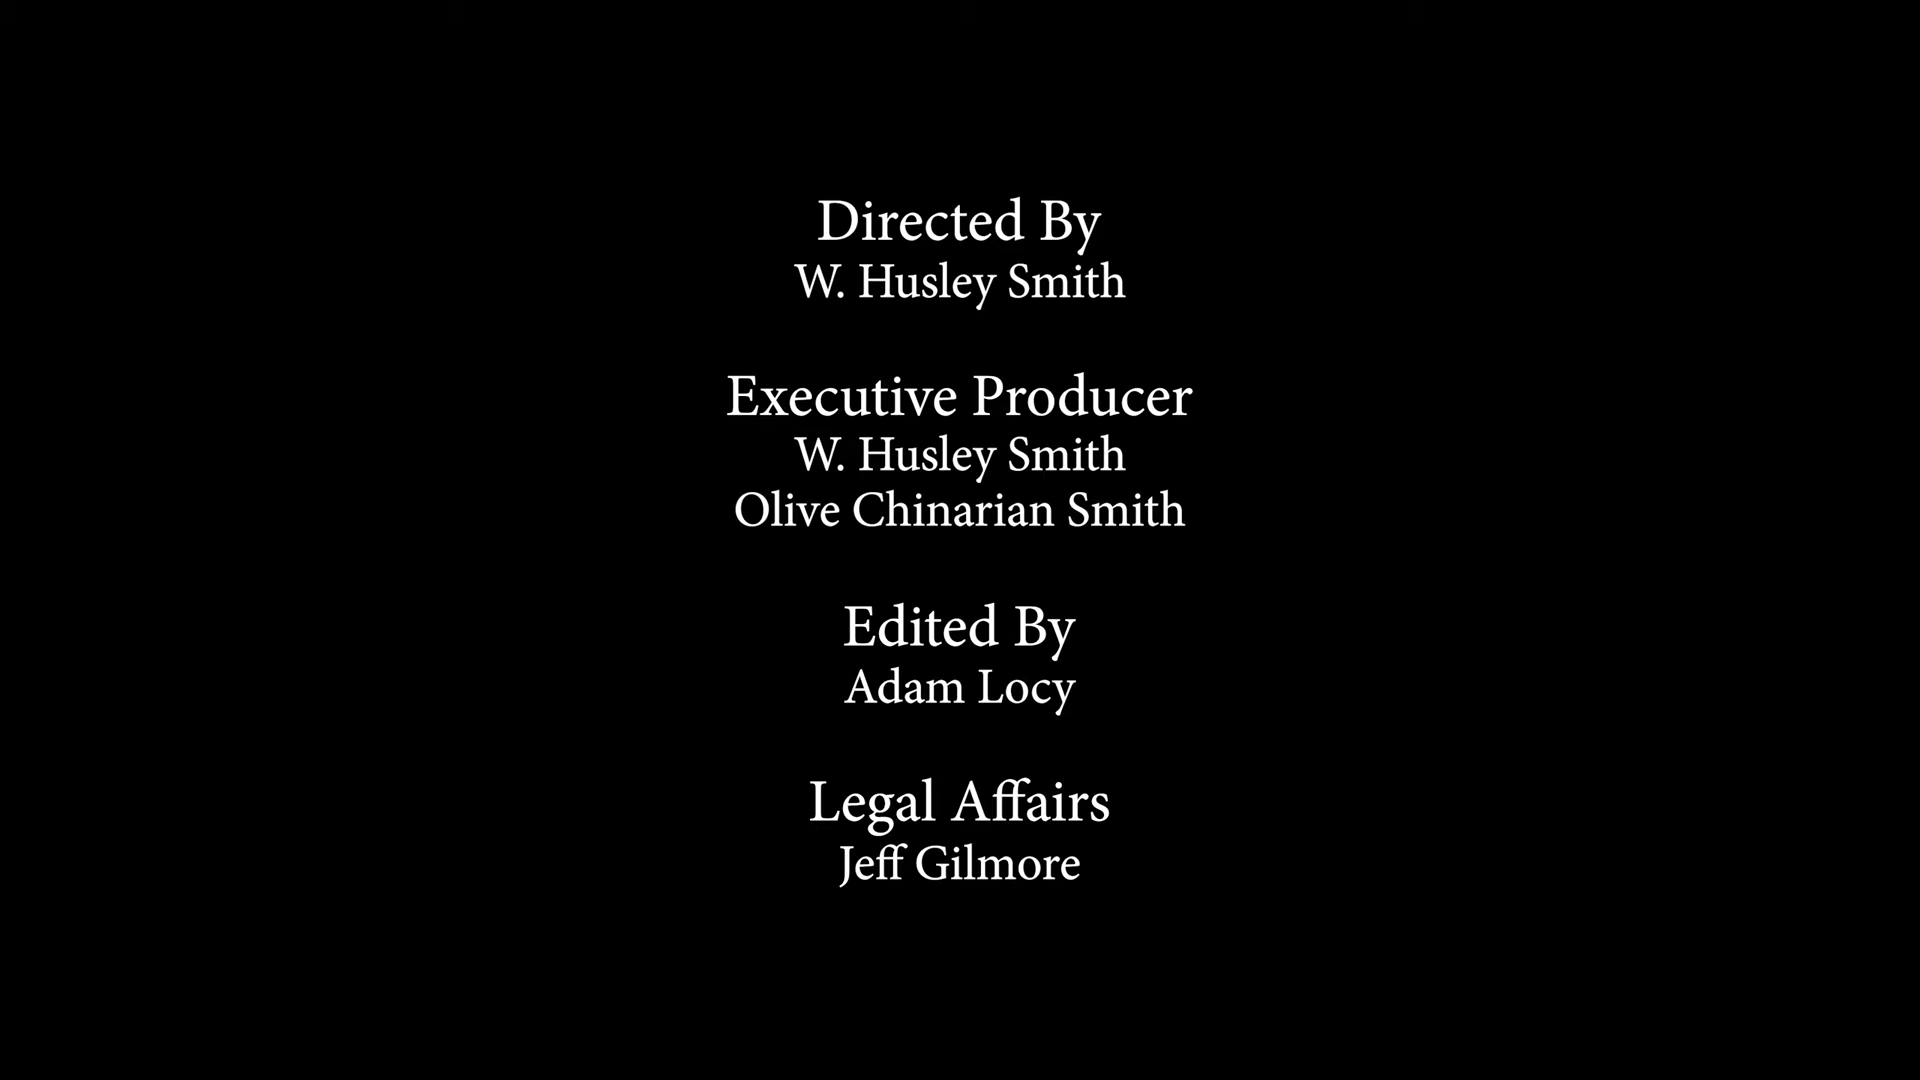 Directed By
W. Husley Smith
Executive Producer
W. Husley Smith
Olive Chinarian Smith
Edited By
Adam Locy
Legal Affairs
Jeff Gilmore